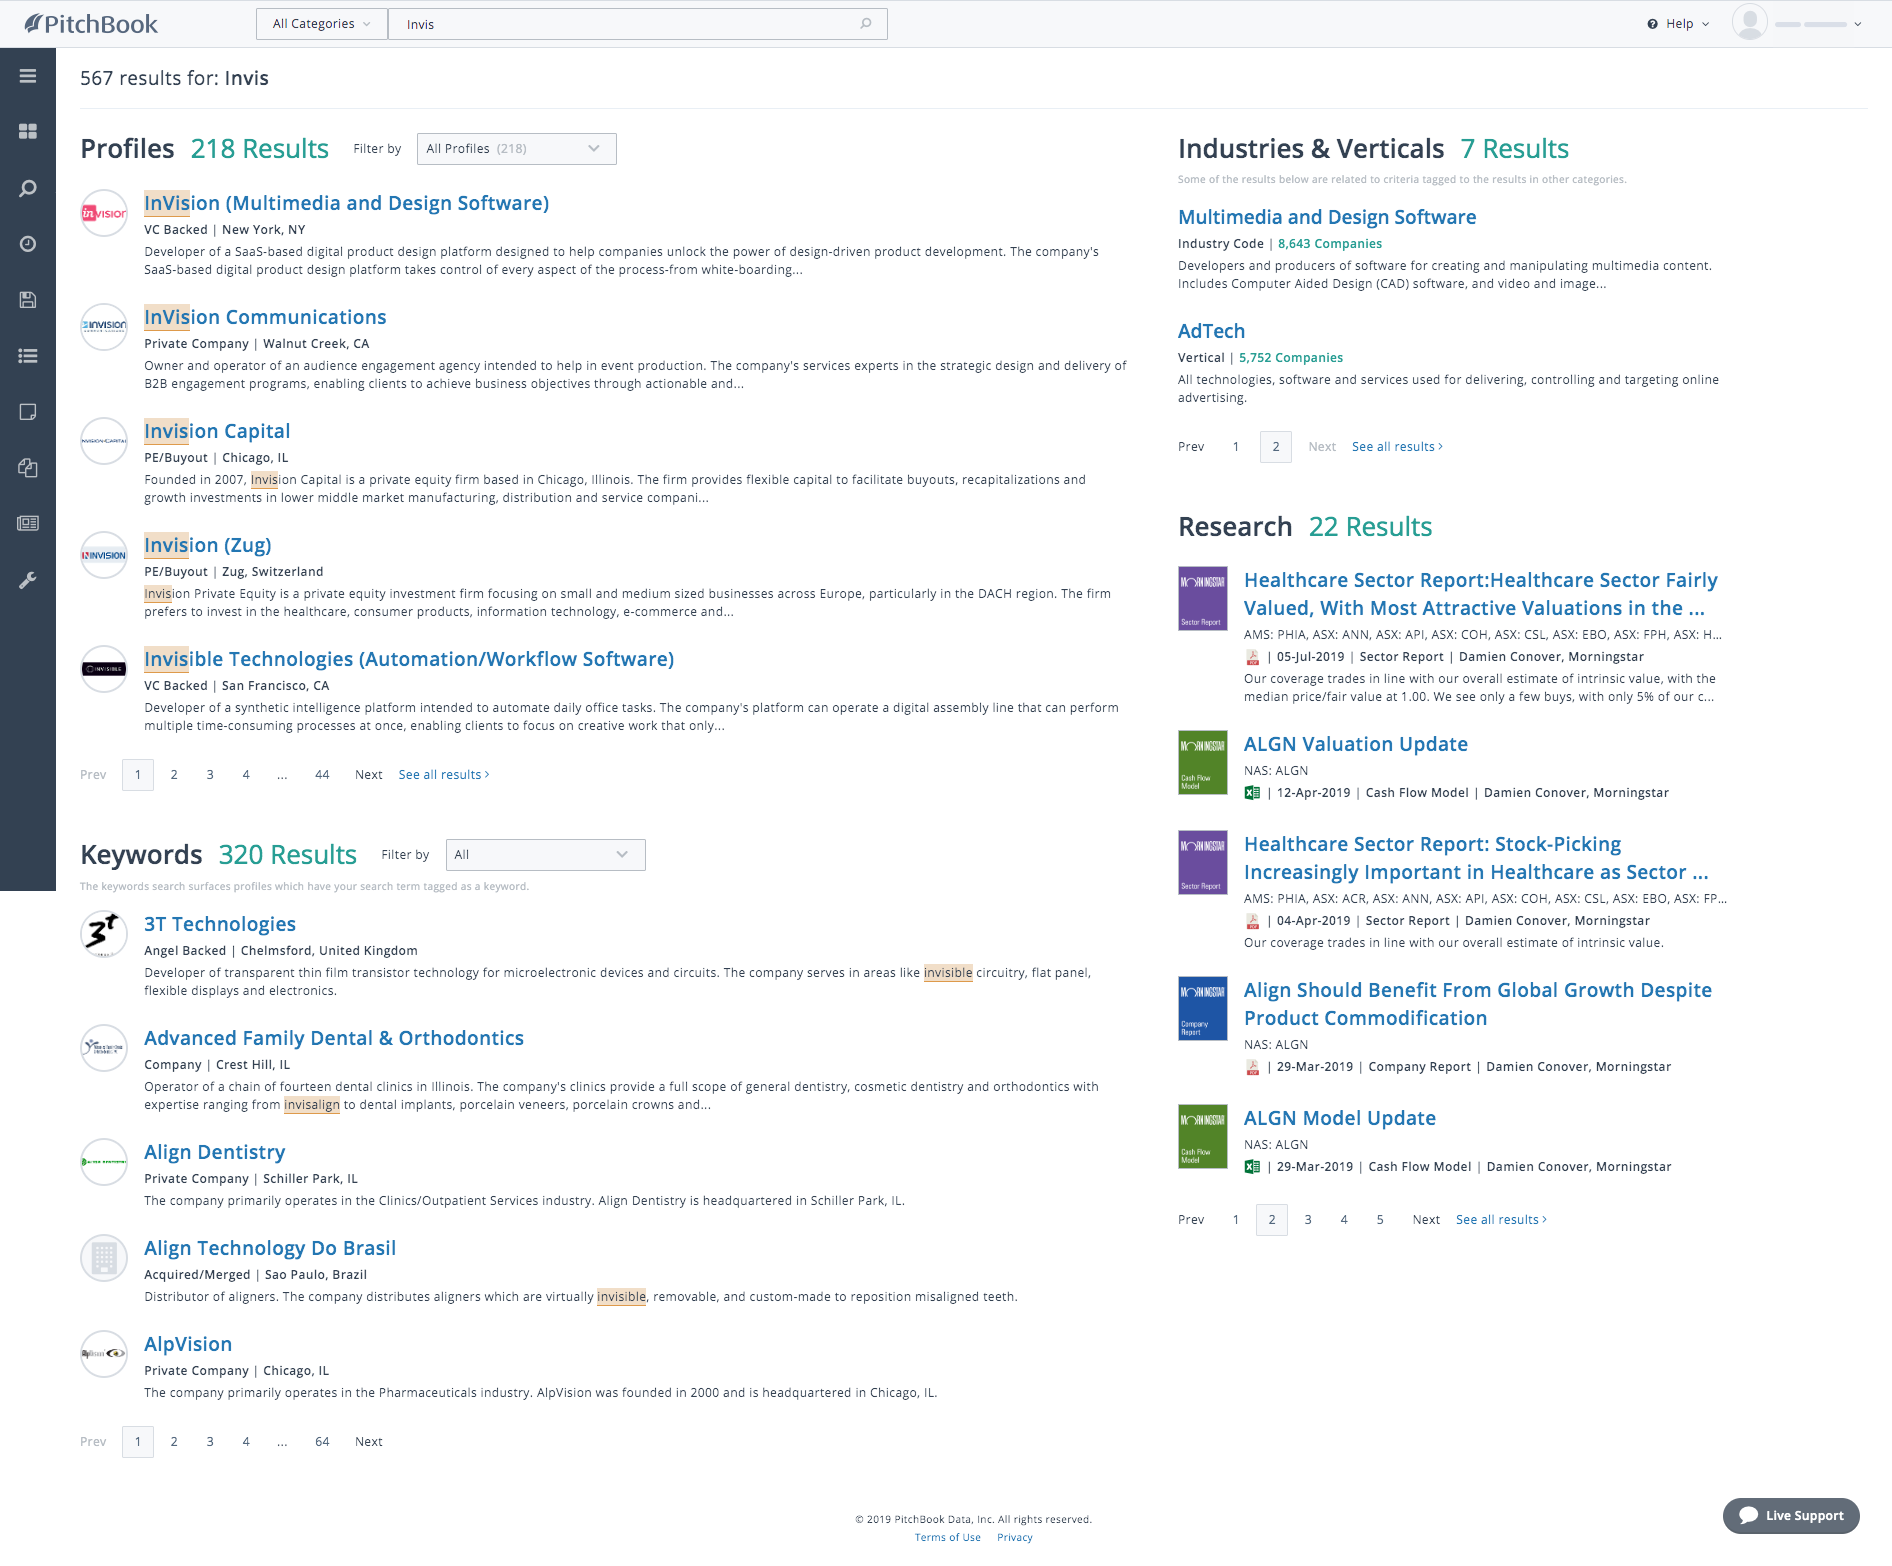 PitchBook
All Categories
Invis
Help
567 results for: Invis
Profiles 218 Results Filter by All Profiles (218)
inVISION
InVision (Multimedia and Design Software)
VC Backed | New York, NY
Developer of a SaaS-based digital product design platform designed to help companies unlock the power of design-driven product development. The company's
SaaS-based digital product design platform takes control of every aspect of the process-from white-boarding...
INVISION
InVision Communications
Private Company | Walnut Creek, CA
Owner and operator of an audience engagement agency intended to help in event production. The company's services experts in the strategic design and delivery of
B2B engagement programs, enabling clients to achieve business objectives through actionable and...
INVISION CAPITAL
Invision Capital
PE/Buyout | Chicago, IL
Founded in 2007, Invision Capital is a private equity firm based in Chicago, Illinois. The firm provides flexible capital to facilitate buyouts, recapitalizations and
growth investments in lower middle market manufacturing, distribution and service compani...
INVISION
Invision (Zug)
PE/Buyout | Zug, Switzerland
Invision Private Equity is a private equity investment firm focusing on small and medium sized businesses across Europe, particularly in the DACH region. The firm
prefers to invest in the healthcare, consumer products, information technology, e-commerce and...
INVISIBLE
Invisible Technologies (Automation/Workflow Software)
VC Backed | San Francisco, CA
Developer of a synthetic intelligence platform intended to automate daily office tasks. The company's platform can operate a digital assembly line that can perform
multiple time-consuming processes at once, enabling clients to focus on creative work that only...
Prev 1 2 3 4 ... 44 Next See all results ›
Keywords 320 Results Filter by All
The keywords search surfaces profiles which have your search term tagged as a keyword.
3T
3T Technologies
Angel Backed | Chelmsford, United Kingdom
Developer of transparent thin film transistor technology for microelectronic devices and circuits. The company serves in areas like invisible circuitry, flat panel,
flexible displays and electronics.
Advanced Family Dental & Orthodontics
Company | Crest Hill, IL
Operator of a chain of fourteen dental clinics in Illinois. The company's clinics provide a full scope of general dentistry, cosmetic dentistry and orthodontics with
expertise ranging from invisalign to dental implants, porcelain veneers, porcelain crowns and...
Align Dentistry
Private Company | Schiller Park, IL
The company primarily operates in the Clinics/Outpatient Services industry. Align Dentistry is headquartered in Schiller Park, IL.
Align Technology Do Brasil
Acquired/Merged | Sao Paulo, Brazil
Distributor of aligners. The company distributes aligners which are virtually invisible, removable, and custom-made to reposition misaligned teeth.
AlpVision
AlpVision
Private Company | Chicago, IL
The company primarily operates in the Pharmaceuticals industry. AlpVision was founded in 2000 and is headquartered in Chicago, IL.
Prev 1 2 3 4 ... 64 Next
Industries & Verticals 7 Results
Some of the results below are related to criteria tagged to the results in other categories.
Multimedia and Design Software
Industry Code | 8,643 Companies
Developers and producers of software for creating and manipulating multimedia content.
Includes Computer Aided Design (CAD) software, and video and image...
AdTech
Vertical | 5,752 Companies
All technologies, software and services used for delivering, controlling and targeting online
advertising.
Prev 1 2 Next See all results ›
Research 22 Results
MORNINGSTAR
Sector Report
Healthcare Sector Report:Healthcare Sector Fairly
Valued, With Most Attractive Valuations in the ...
AMS: PHIA, ASX: ANN, ASX: API, ASX: COH, ASX: CSL, ASX: EBO, ASX: FPH, ASX: H...
PDF | 05-Jul-2019 | Sector Report | Damien Conover, Morningstar
Our coverage trades in line with our overall estimate of intrinsic value, with the
median price/fair value at 1.00. We see only a few buys, with only 5% of our c...
MORNINGSTAR
Cash Flow
Model
ALGN Valuation Update
NAS: ALGN
| 12-Apr-2019 | Cash Flow Model | Damien Conover, Morningstar
MORNINGSTAR
Sector Report
Healthcare Sector Report: Stock-Picking
Increasingly Important in Healthcare as Sector ...
AMS: PHIA, ASX: ACR, ASX: ANN, ASX: API, ASX: COH, ASX: CSL, ASX: EBO, ASX: FP...
PDF | 04-Apr-2019 | Sector Report | Damien Conover, Morningstar
Our coverage trades in line with our overall estimate of intrinsic value.
MORNINGSTAR
Company
Report
Align Should Benefit From Global Growth Despite
Product Commodification
NAS: ALGN
PDF | 29-Mar-2019 | Company Report | Damien Conover, Morningstar
MORNINGSTAR
Cash Flow
Model
ALGN Model Update
NAS: ALGN
| 29-Mar-2019 | Cash Flow Model | Damien Conover, Morningstar
Prev 1 2 3 4 5 Next See all results ›
© 2019 PitchBook Data, Inc. All rights reserved.
Terms of Use Privacy
Live Support